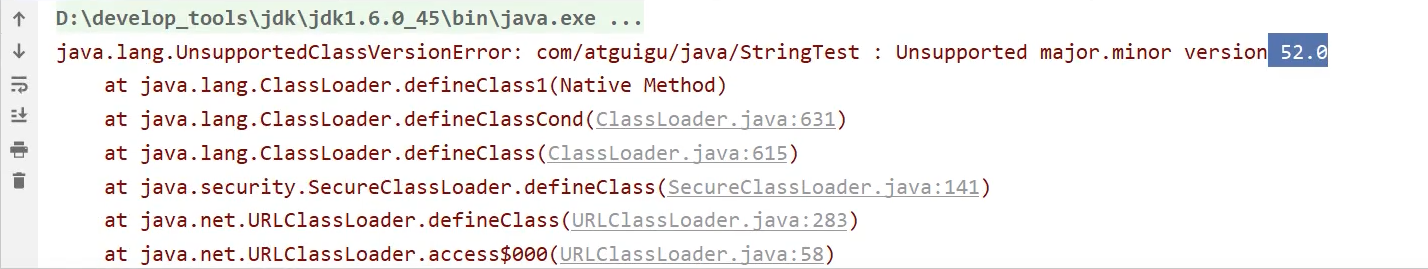 D:\develop_tools\jdk\jdk1.6.0_45\bin\java.exe ...
java.lang.UnsupportedClassVersionError: com/atguigu/java/StringTest : Unsupported major.minor version 52.0
at java.lang.ClassLoader.defineClass1(Native Method)
at java.lang.ClassLoader.defineClassCond(ClassLoader.java:631)
at java.lang.ClassLoader.defineClass(ClassLoader.java:615)
at java.security.SecureClassLoader.defineClass(SecureClassLoader.java:141)
at java.net.URLClassLoader.defineClass(URLClassLoader.java:283)
at java.net.URLClassLoader.access$000(URLClassLoader.java:58)